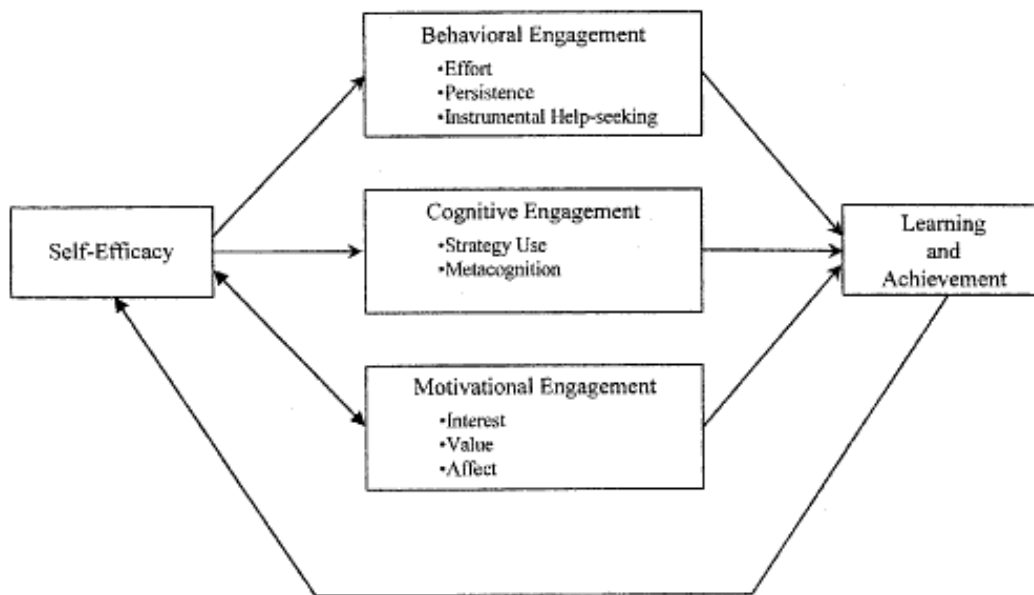 Behavioral Engagement
•Effort
•Persistence
•Instrumental Help-seeking
Self-Efficacy
Cognitive Engagement
•Strategy Use
•Metacognition
Learning
and
Achievement
Motivational Engagement
•Interest
•Value
•Affect